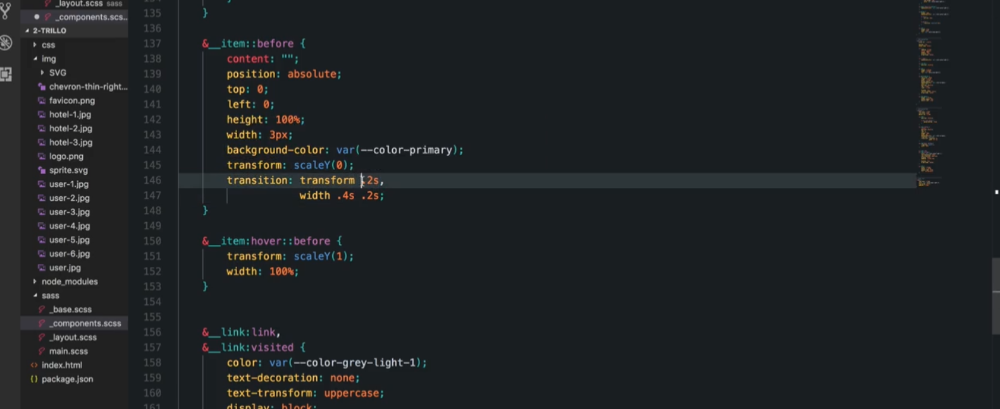 _layout.scss sass
_components.scs...
2-TRILLO
css
img
SVG
chevron-thin-right...
favicon.png
hotel-1.jpg
hotel-2.jpg
hotel-3.jpg
logo.png
sprite.svg
user-1.jpg
user-2.jpg
user-3.jpg
user-4.jpg
user-5.jpg
user-6.jpg
user.jpg
node_modules
sass
_base.scss
_components.scss
_layout.scss
main.scss
index.html
package.json
135 }
136
137 &__item::before {
138 content: "";
139 position: absolute;
140 top: 0;
141 left: 0;
142 height: 100%;
143 width: 3px;
144 background-color: var(--color-primary);
145 transform: scaleY(0);
146 transition: transform .2s,
147 width .4s .2s;
148 }
149
150 &__item:hover::before {
151 transform: scaleY(1);
152 width: 100%;
153 }
154
155
156 &__link:link,
157 &__link:visited {
158 color: var(--color-grey-light-1);
159 text-decoration: none;
160 text-transform: uppercase;
161 display: block;